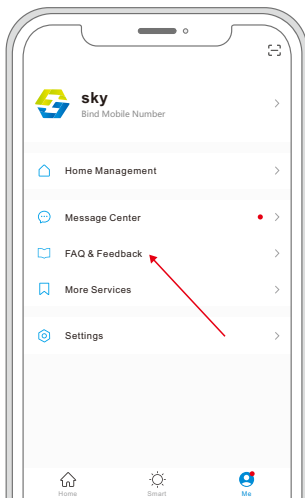 sky
Bind Mobile Number
Home Management
Message Center
FAQ & Feedback
More Services
Settings
Home Smart Me